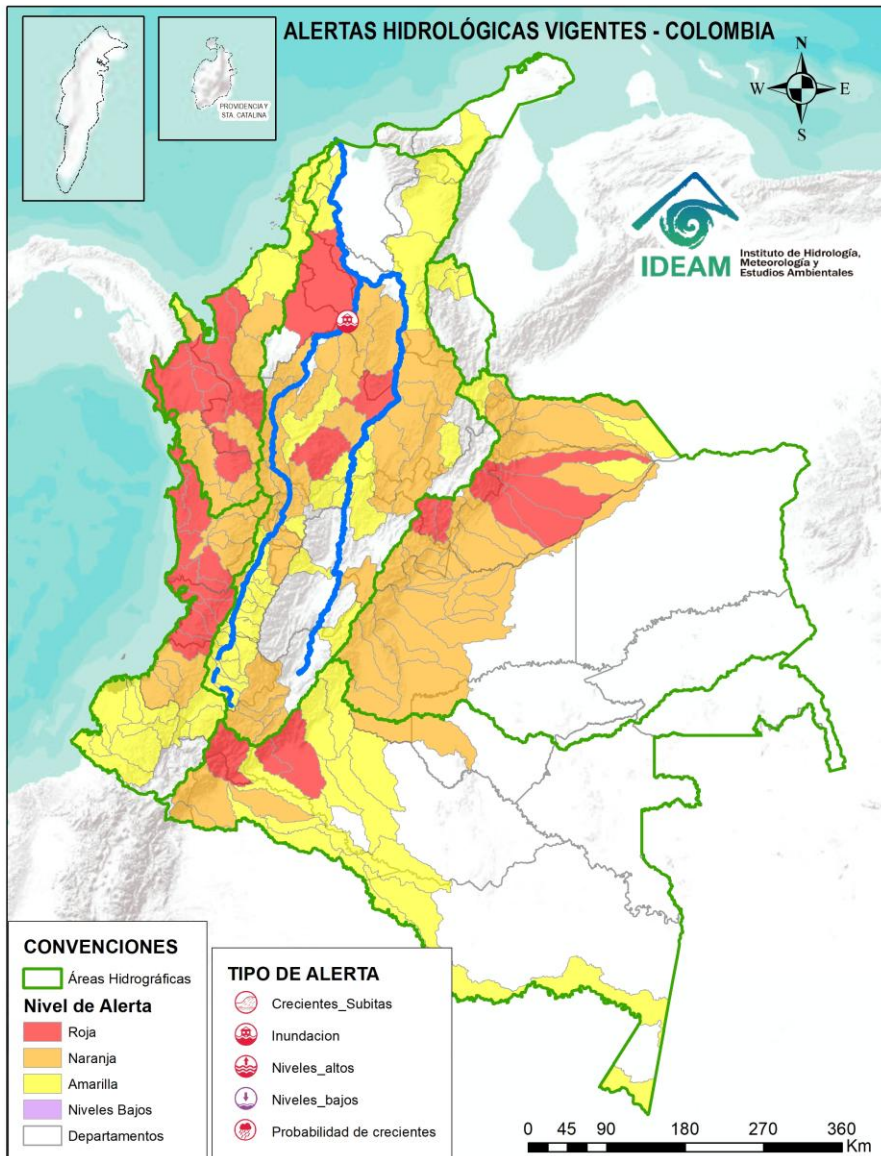 ALERTAS HIDROLÓGICAS VIGENTES - COLOMBIA
PROVIDENCIA Y
STA. CATALINA
N
W
E
S
IDEAM
Instituto de Hidrología,
Meteorología y
Estudios Ambientales
CONVENCIONES
Áreas Hidrográficas
Nivel de Alerta
Roja
Naranja
Amarilla
Niveles Bajos
Departamentos
TIPO DE ALERTA
Crecientes_Subitas
Inundacion
Niveles_altos
Niveles_bajos
Probabilidad de crecientes
0 45 90 180 270 360
Km